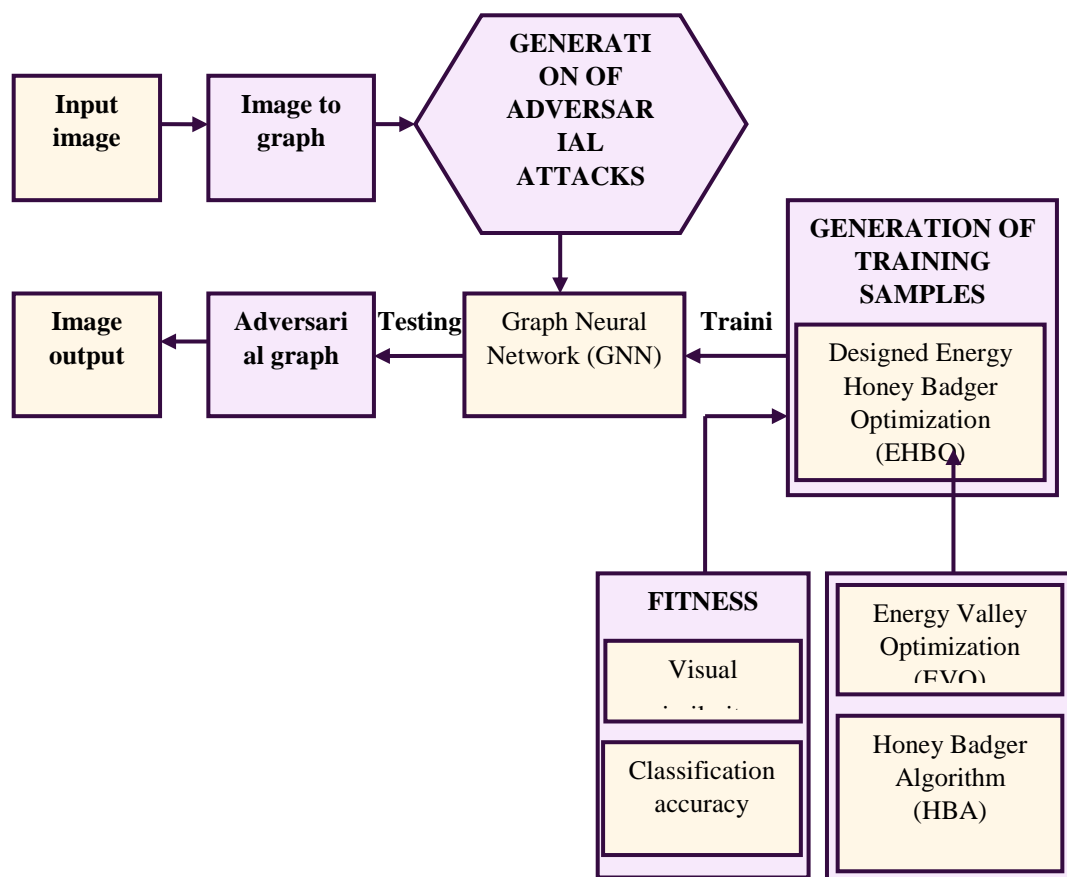 Input
image
Image to
graph
GENERATI
ON OF
ADVERSAR
IAL
ATTACKS
GENERATION OF
TRAINING
SAMPLES
Designed Energy
Honey Badger
Optimization
(EHBO)
Image
output
Adversari
al graph
Testing
Graph Neural
Network (GNN)
Traini
FITNESS
Visual
Classification
accuracy
Energy Valley
Optimization
(EVO)
Honey Badger
Algorithm
(HBA)